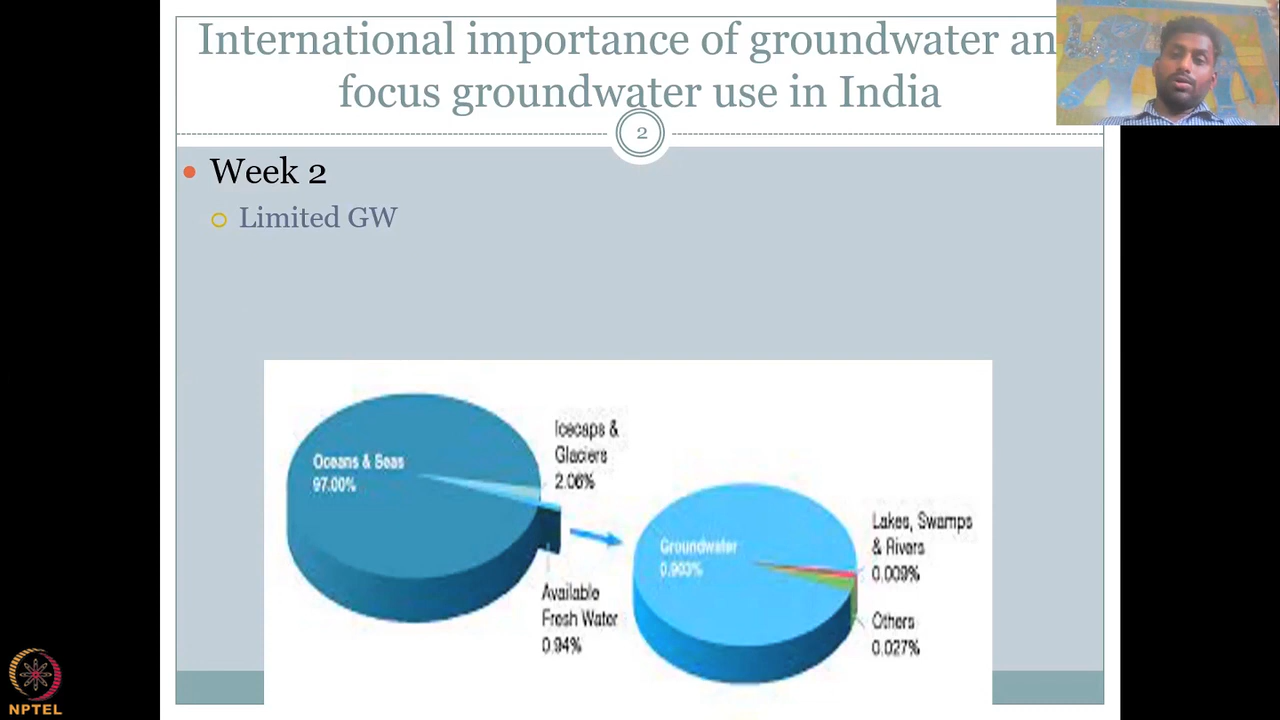 International importance of groundwater an
focus groundwater use in India
2
Week 2
Limited GW
Oceans & Seas
97.00%
Icecaps &
Glaciers
2.06%
Available
Fresh Water
0.94%
Groundwater
0.903%
Lakes, Swamps
& Rivers
0.009%
Others
0.027%
NPTEL